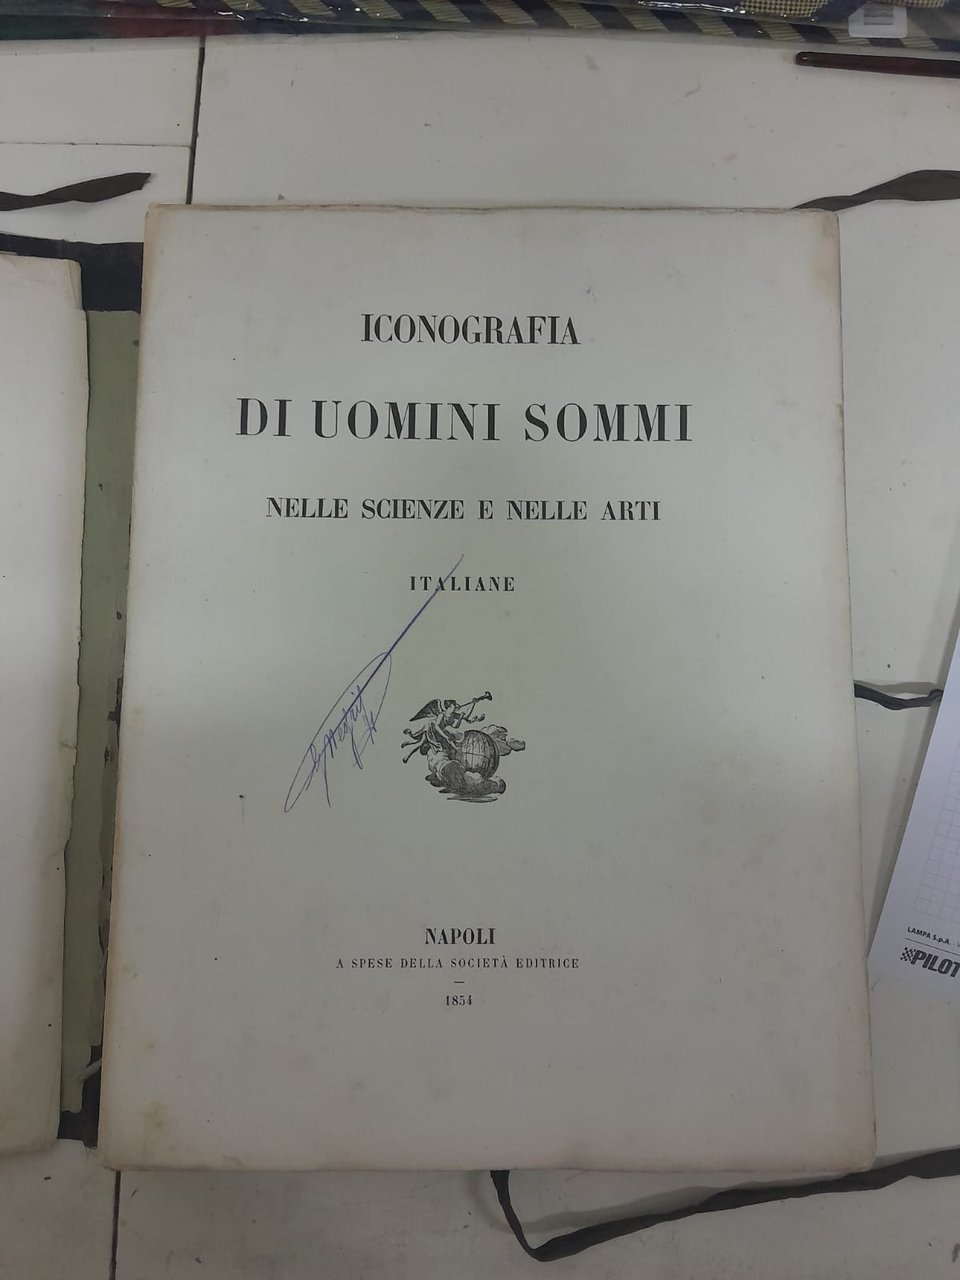 ICONOGRAFIA
DI UOMINI SOMMI
NELLE SCIENZE E NELLE ARTI
ITALIANE
NAPOLI
A SPESE DELLA SOCIETÀ EDITRICE
1854
LAMPA S.p.A.
PILOT